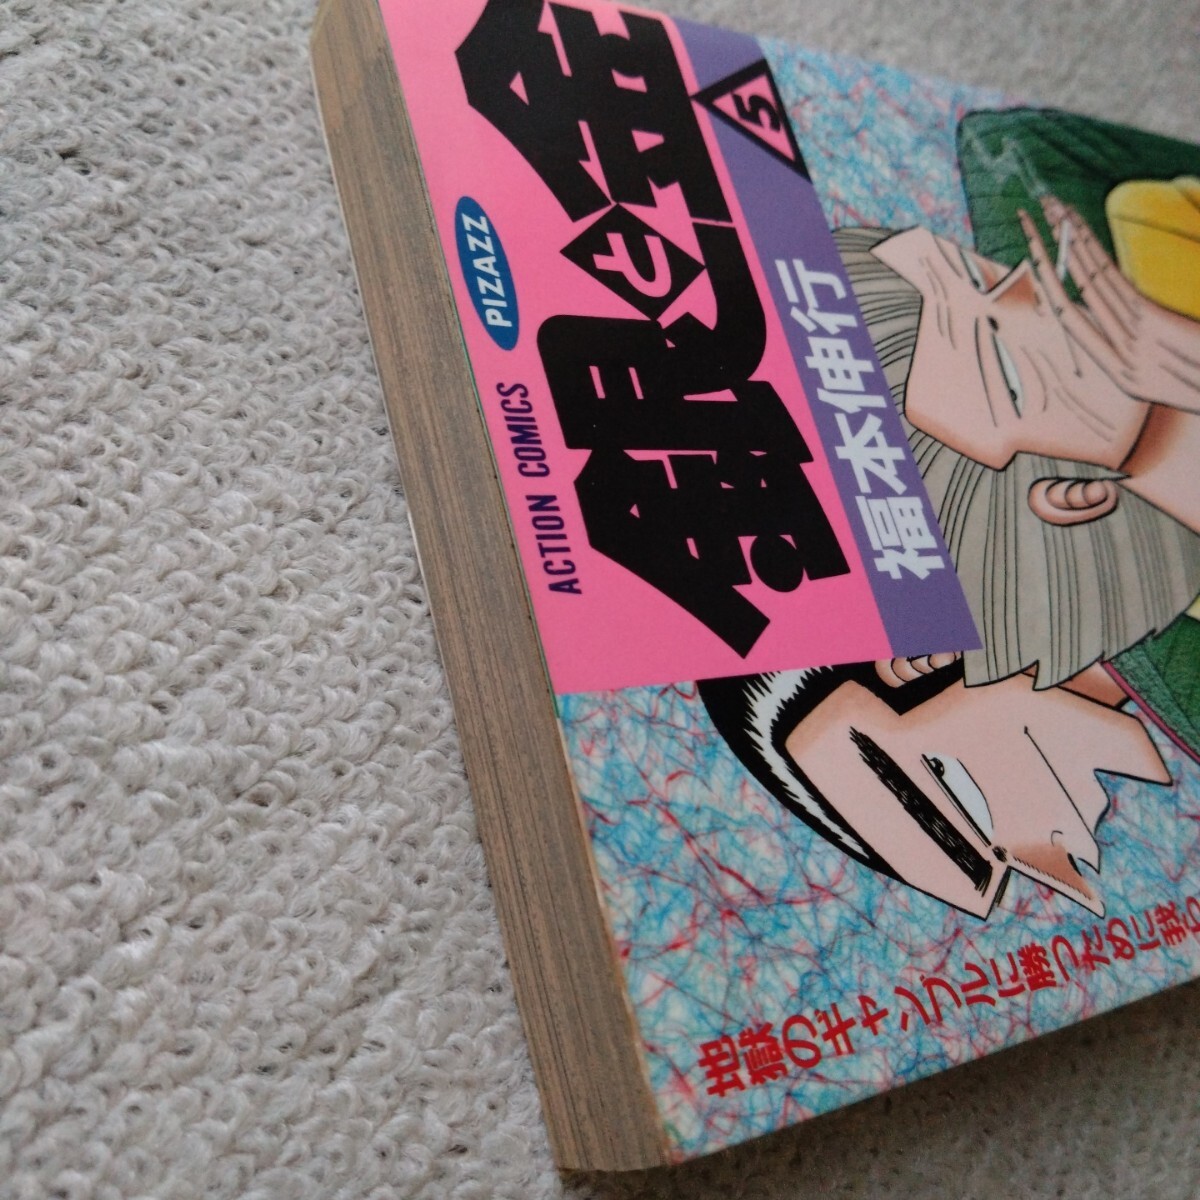 ACTION COMICS
PIZAZZ
銀と金
5
福本伸行
地獄のギャンブルに勝つために我